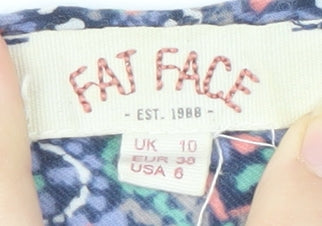 FAT FACE
- EST. 1988 -
UK 10
EUR 38
USA 6